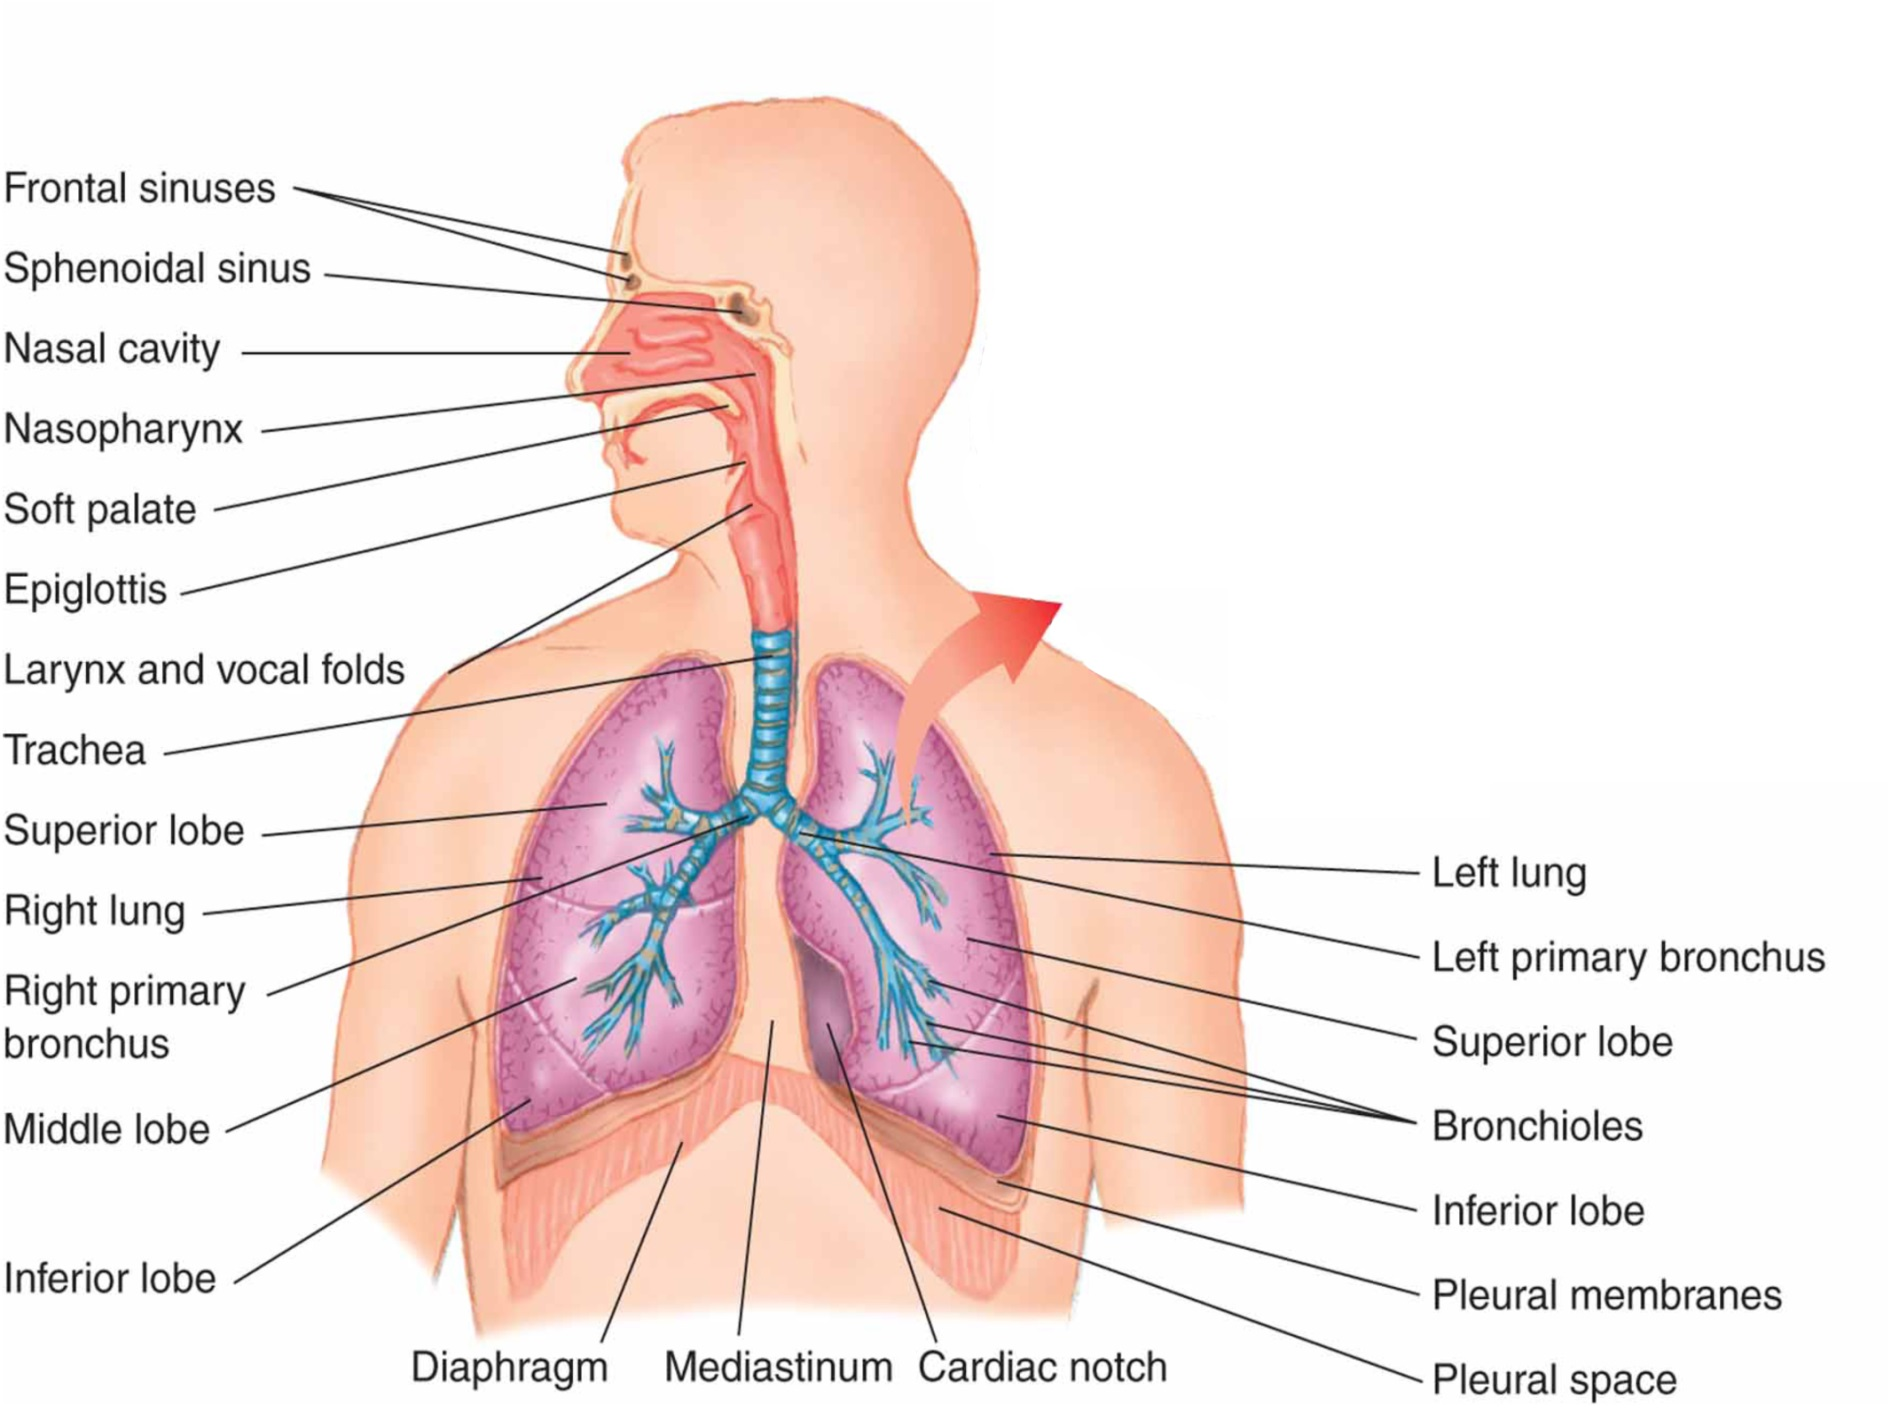 Frontal sinuses
Sphenoidal sinus
Nasal cavity
Nasopharynx
Soft palate
Epiglottis
Larynx and vocal folds
Trachea
Superior lobe
Right lung
Right primary
bronchus
Middle lobe
Inferior lobe
Diaphragm
Mediastinum
Cardiac notch
Left lung
Left primary bronchus
Superior lobe
Bronchioles
Inferior lobe
Pleural membranes
Pleural space